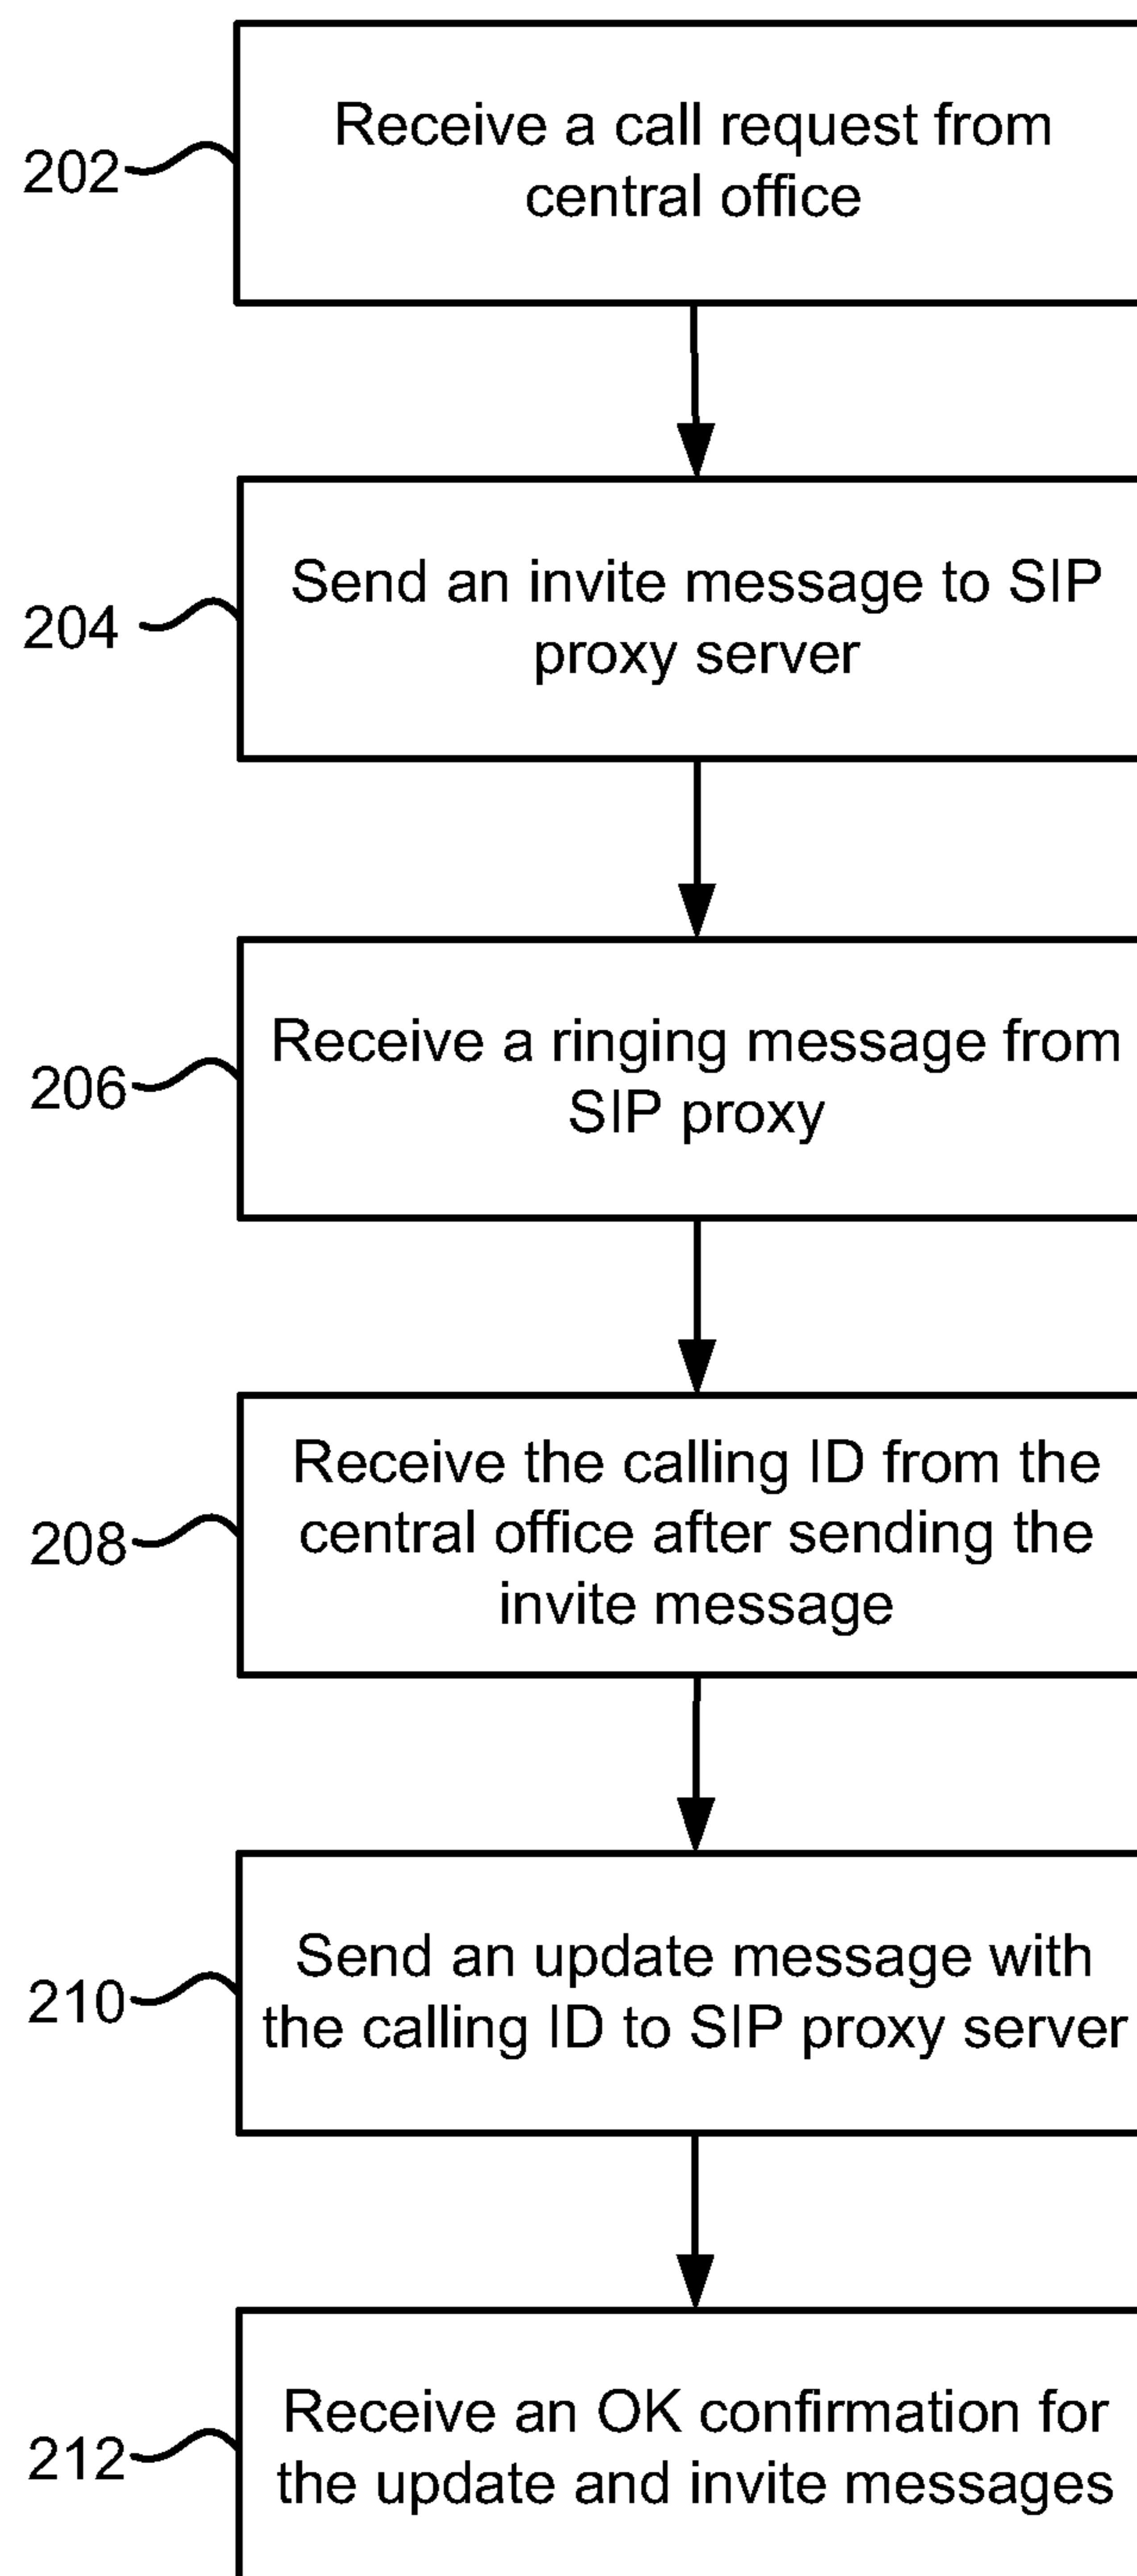 202
Receive a call request from
central office
204
Send an invite message to SIP
proxy server
206
Receive a ringing message from
SIP proxy
208
Receive the calling ID from the
central office after sending the
invite message
210
Send an update message with
the calling ID to SIP proxy server
212
Receive an OK confirmation for
the update and invite messages